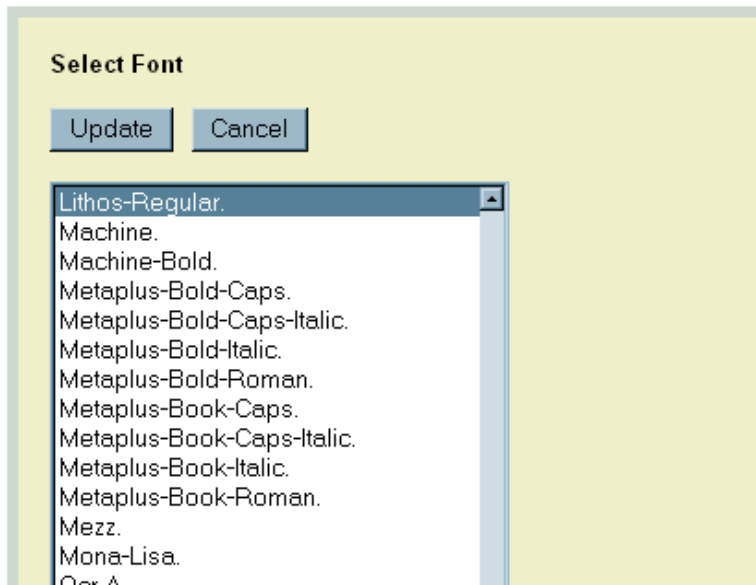 Select Font
Update Cancel
Lithos-Regular.
Machine.
Machine-Bold.
Metaplus-Bold-Caps.
Metaplus-Bold-Caps-Italic.
Metaplus-Bold-Italic.
Metaplus-Bold-Roman.
Metaplus-Book-Caps.
Metaplus-Book-Caps-Italic.
Metaplus-Book-Italic.
Metaplus-Book-Roman.
Mezz.
Mona-Lisa.